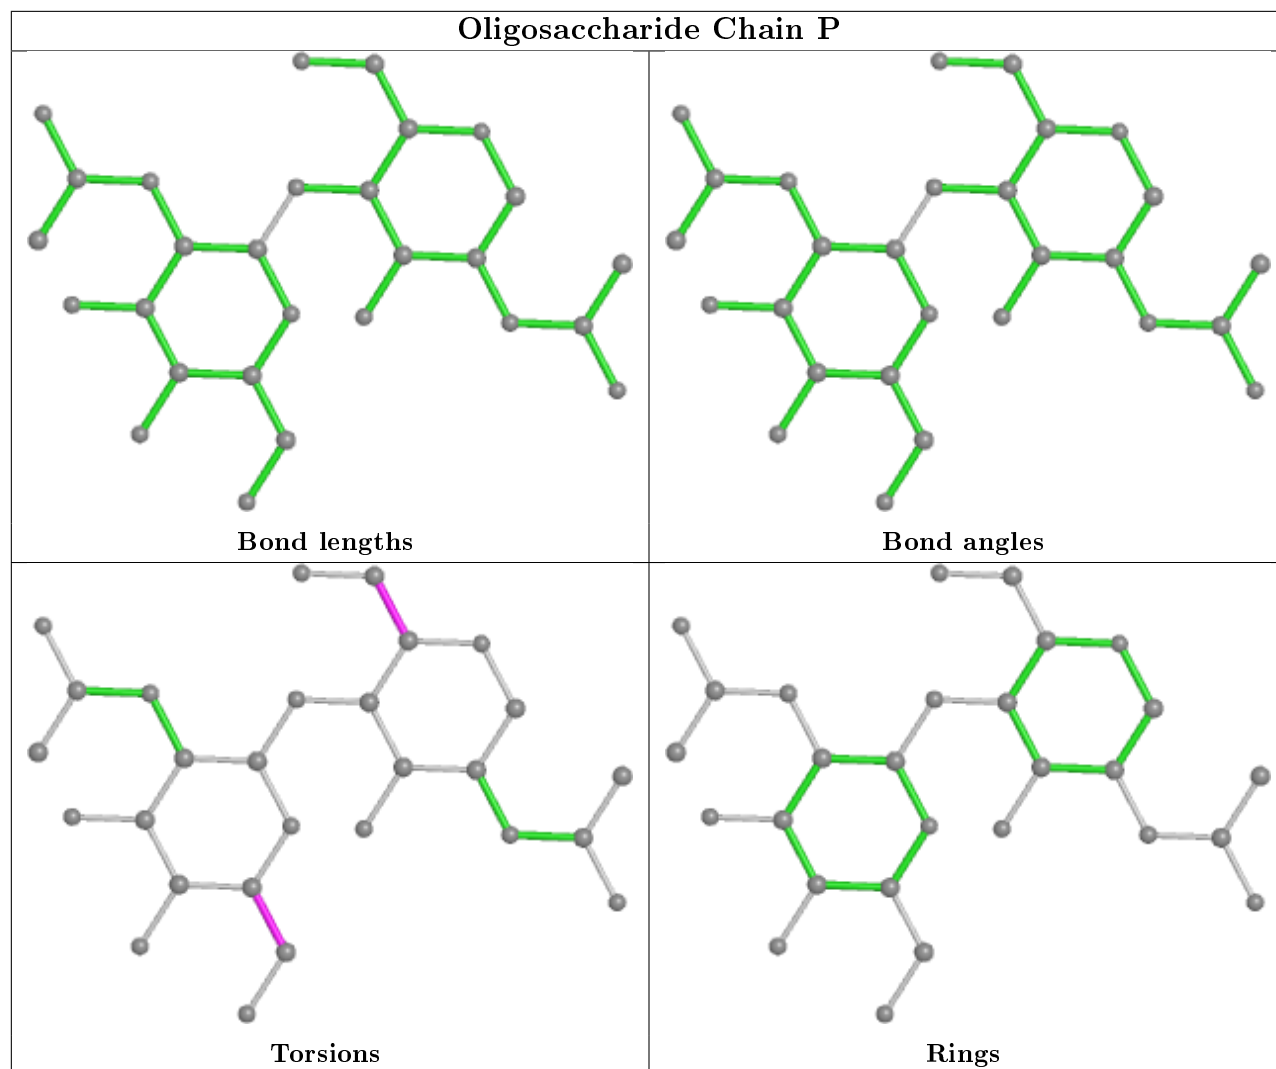 Oligosaccharide Chain P
Bond lengths
Bond angles
Torsions
Rings